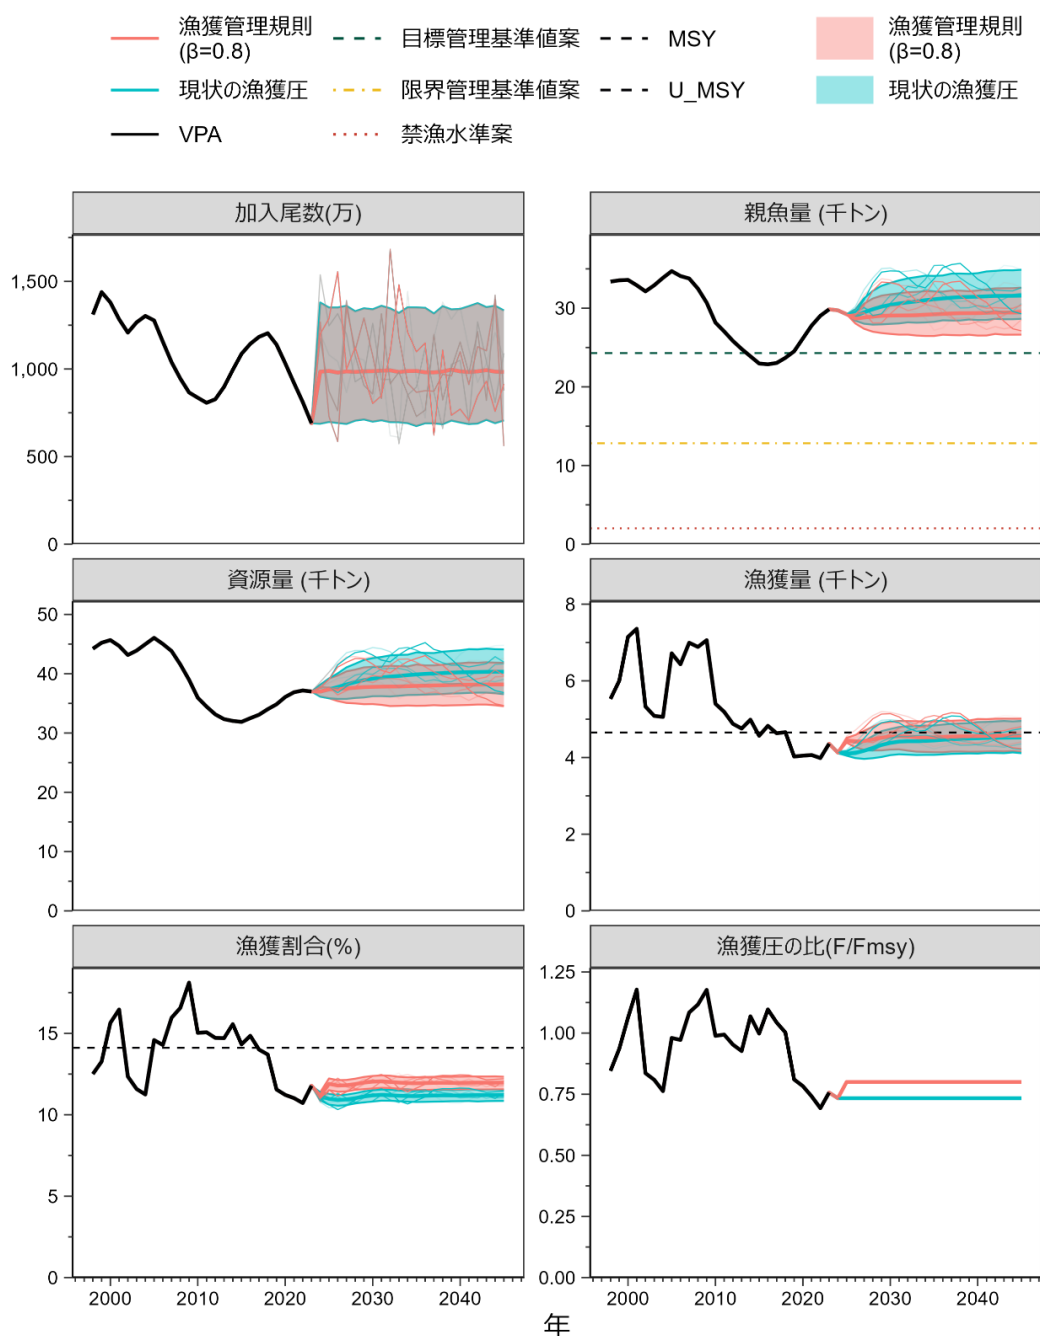 漁獲管理規則
(β=0.8)
目標管理基準値案
MSY
漁獲管理規則
(β=0.8)
現状の漁獲圧
限界管理基準値案
U_MSY
現状の漁獲圧
VPA
禁漁水準案
加入尾数(万)
親魚量 (千トン)
1,500
1,000
500
0
30
20
10
0
資源量 (千トン)
漁獲量 (千トン)
50
40
30
20
10
0
8
6
4
2
0
漁獲割合(%)
漁獲圧の比(F/Fmsy)
15
10
5
0
1.25
1.00
0.75
0.50
0.25
0.00
2000 2010 2020 2030 2040
2000 2010 2020 2030 2040
年